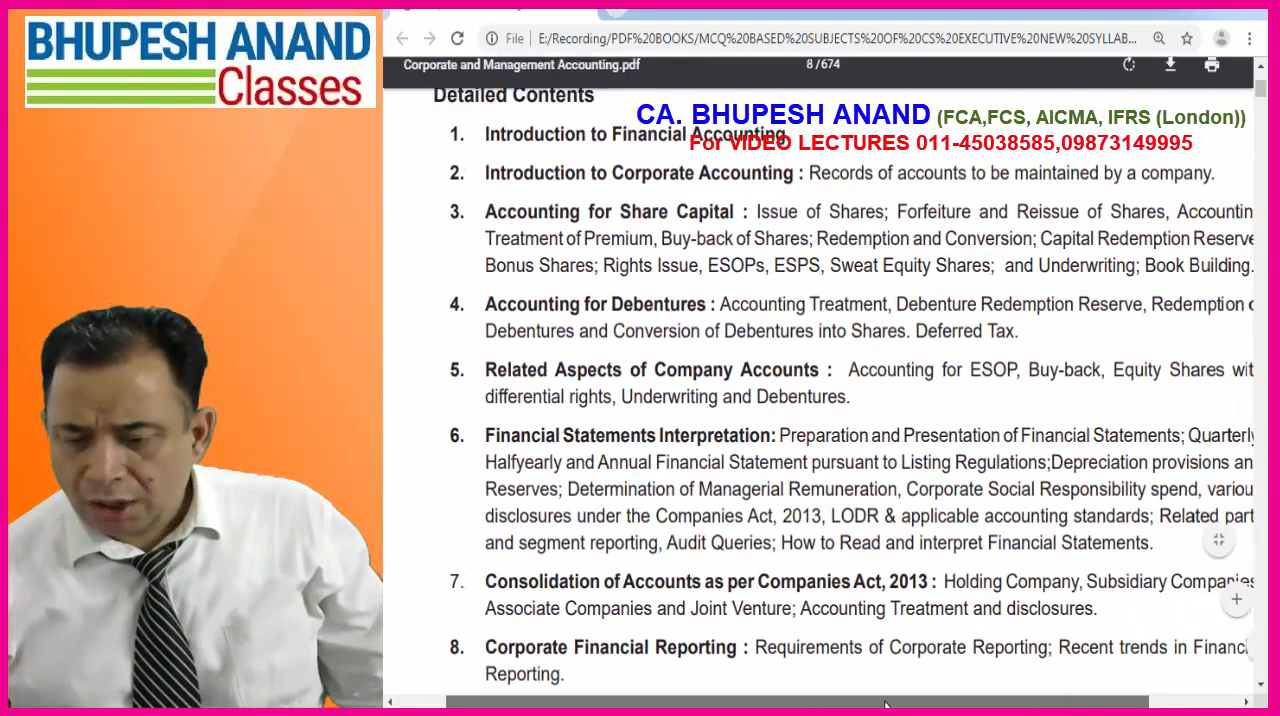 BHUPESH ANAND
Classes
File
E:/Recording/PDF%20BOOKS/MCQ%20BASED%20SUBJECTS%20OF%20CS%20EXECUTIVE%20NEW%20SYLLAB...
Corporate and Management Accounting.pdf
8 / 674
Detailed Contents
CA. BHUPESH ANAND (FCA,FCS, AICMA, IFRS (London))
1. Introduction to Financial Accounting
For VIDEO LECTURES 011-45038585,09873149995
2. Introduction to Corporate Accounting : Records of accounts to be maintained by a company.
3. Accounting for Share Capital : Issue of Shares; Forfeiture and Reissue of Shares, Accountin
Treatment of Premium, Buy-back of Shares; Redemption and Conversion; Capital Redemption Reserve
Bonus Shares; Rights Issue, ESOPs, ESPS, Sweat Equity Shares; and Underwriting; Book Building.
4. Accounting for Debentures : Accounting Treatment, Debenture Redemption Reserve, Redemption o
Debentures and Conversion of Debentures into Shares. Deferred Tax.
5. Related Aspects of Company Accounts : Accounting for ESOP, Buy-back, Equity Shares wit
differential rights, Underwriting and Debentures.
6. Financial Statements Interpretation: Preparation and Presentation of Financial Statements; Quarterly
Halfyearly and Annual Financial Statement pursuant to Listing Regulations;Depreciation provisions an
Reserves; Determination of Managerial Remuneration, Corporate Social Responsibility spend, variou
disclosures under the Companies Act, 2013, LODR & applicable accounting standards; Related part
and segment reporting, Audit Queries; How to Read and interpret Financial Statements.
7. Consolidation of Accounts as per Companies Act, 2013 : Holding Company, Subsidiary Companies
Associate Companies and Joint Venture; Accounting Treatment and disclosures.
8. Corporate Financial Reporting : Requirements of Corporate Reporting; Recent trends in Financi
Reporting.